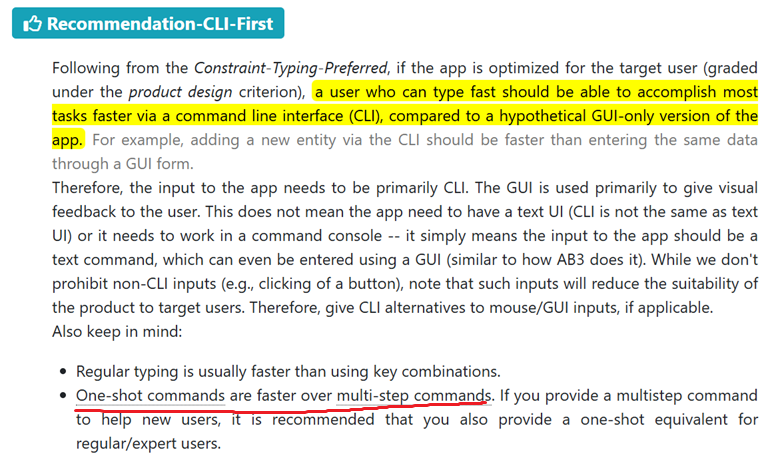 Recommendation-CLI-First
Following from the Constraint-Typing-Preferred, if the app is optimized for the target user (graded
under the product design criterion), a user who can type fast should be able to accomplish most
tasks faster via a command line interface (CLI), compared to a hypothetical GUI-only version of the
app. For example, adding a new entity via the CLI should be faster than entering the same data
through a GUI form.
Therefore, the input to the app needs to be primarily CLI. The GUI is used primarily to give visual
feedback to the user. This does not mean the app need to have a text UI (CLI is not the same as text
UI) or it needs to work in a command console -- it simply means the input to the app should be a
text command, which can even be entered using a GUI (similar to how AB3 does it). While we don't
prohibit non-CLI inputs (e.g., clicking of a button), note that such inputs will reduce the suitability of
the product to target users. Therefore, give CLI alternatives to mouse/GUI inputs, if applicable.
Also keep in mind:
• Regular typing is usually faster than using key combinations.
• One-shot commands are faster over multi-step commands. If you provide a multistep command
to help new users, it is recommended that you also provide a one-shot equivalent for
regular/expert users.